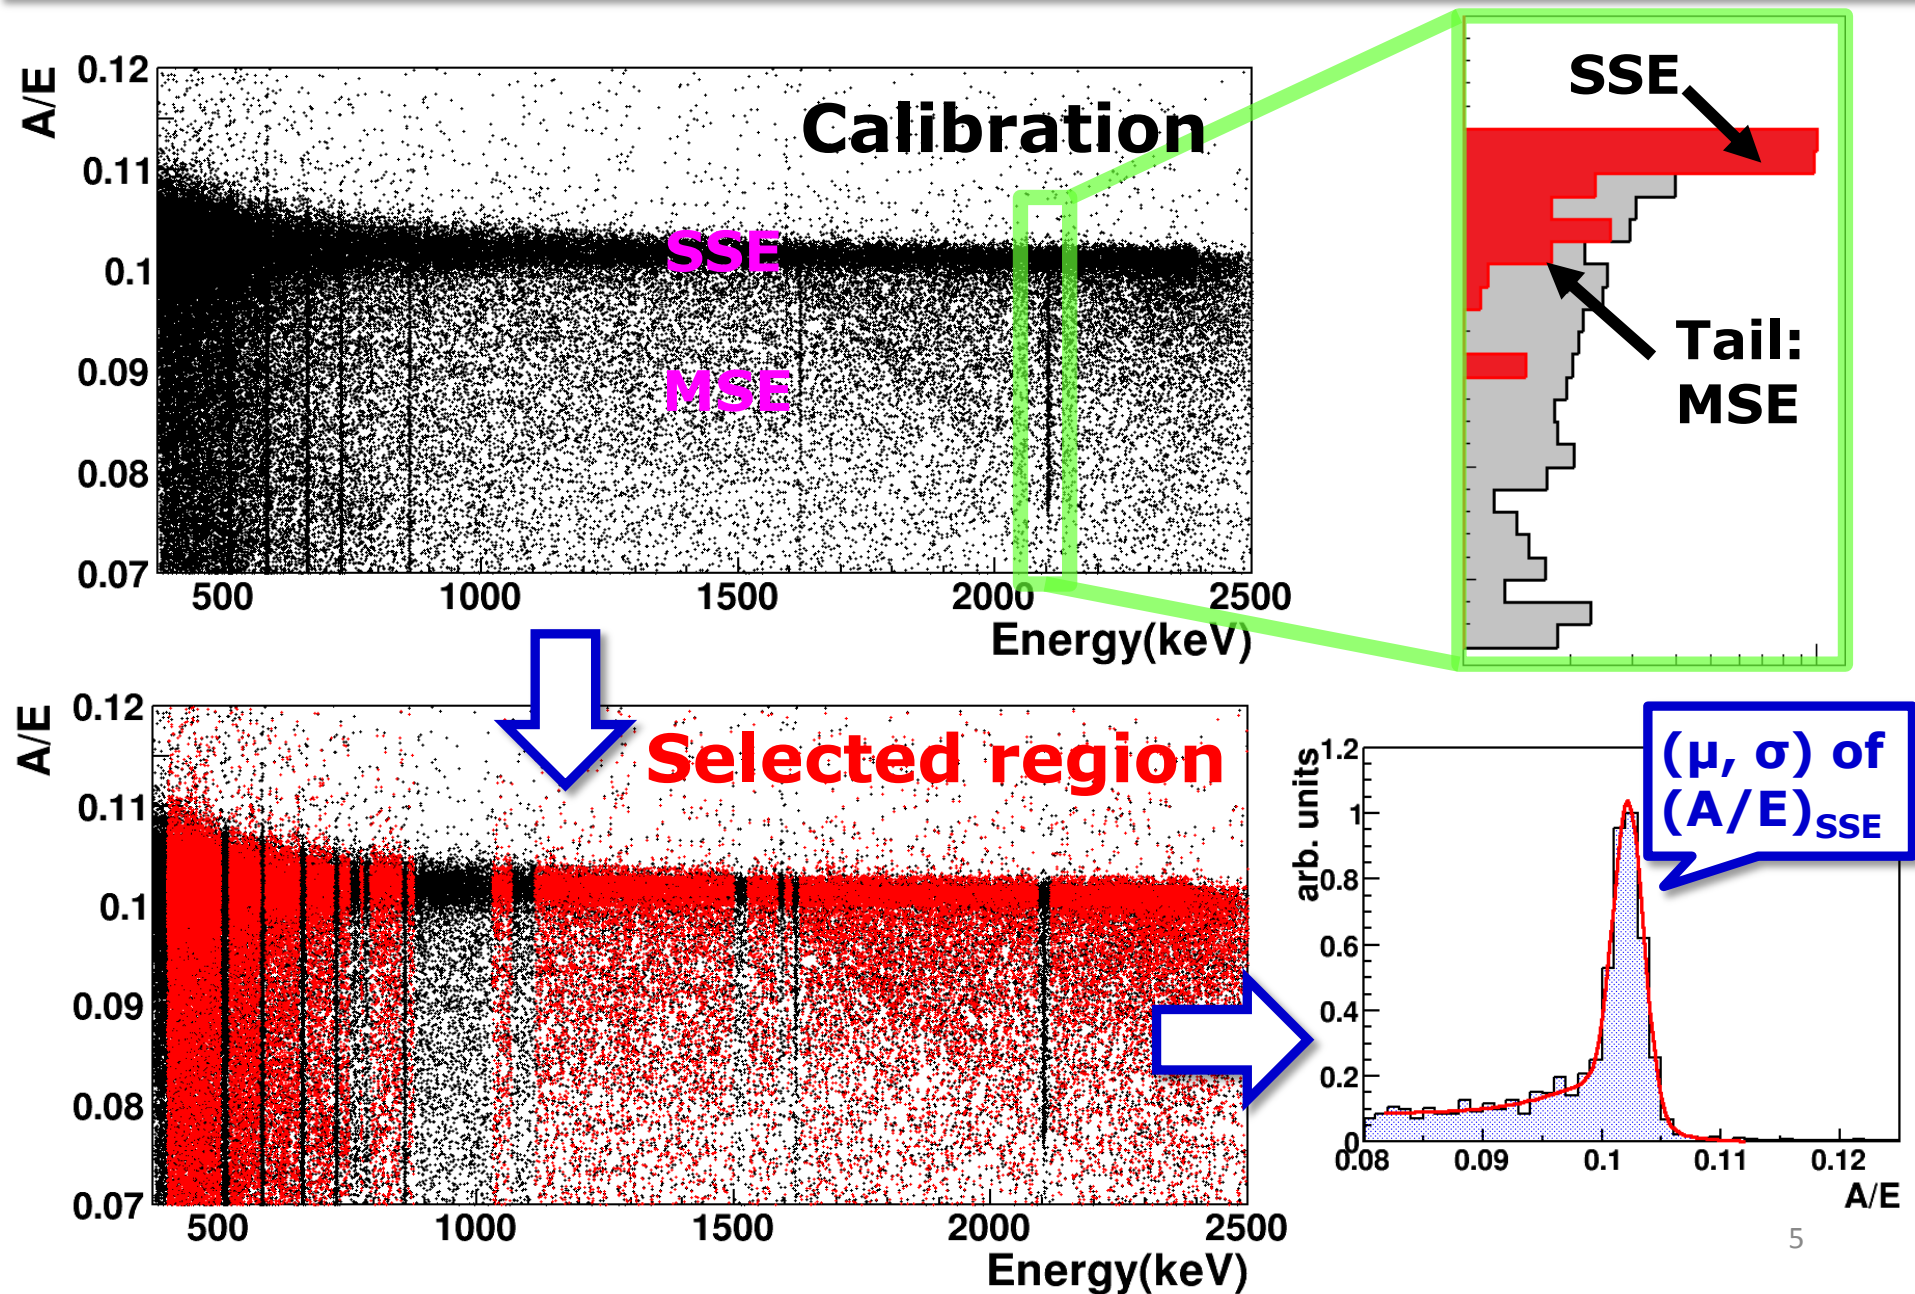 A/E
0.12
0.11
0.1
0.09
0.08
0.07
Calibration
SSE
MSE
500 1000 1500 2000 2500
Energy(keV)
SSE
Tail:
MSE
A/E
0.12
0.11
0.1
0.09
0.08
0.07
Selected region
500 1000 1500 2000 2500
Energy(keV)
arb. units
1.2
1
0.8
0.6
0.4
0.2
0
0.08 0.09 0.1 0.11 0.12
A/E
(μ, σ) of
(A/E)SSE
5